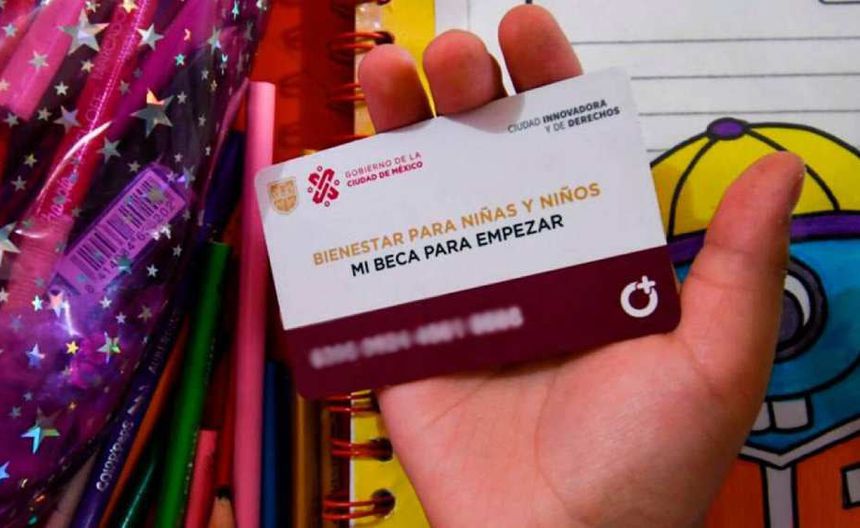 GOBIERNO DE LA
CIUDAD DE MÉXICO
CIUDAD INNOVADORA
Y DE DERECHOS
BIENESTAR PARA NIÑAS Y NIÑOS
MI BECA PARA EMPEZAR